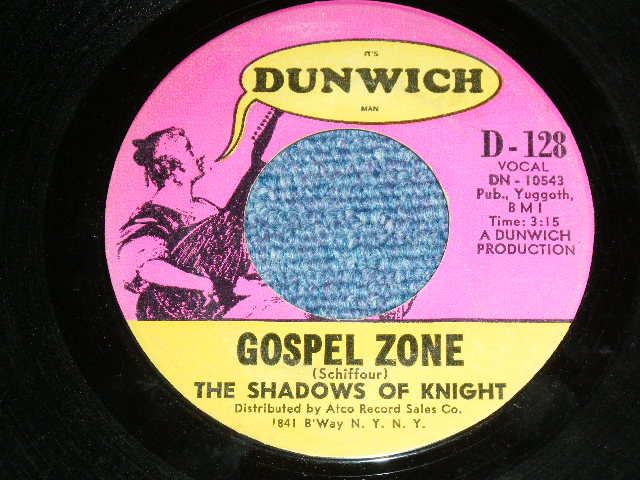 IT'S
DUNWICH
MAN
D-128
VOCAL
DN - 10543
Pub., Yuggoth,
BMI
Time: 3:15
A DUNWICH
PRODUCTION
GOSPEL ZONE
(Schiffour)
THE SHADOWS OF KNIGHT
Distributed by Atco Record Sales Co.
1841 B'Way N. Y. N. Y.